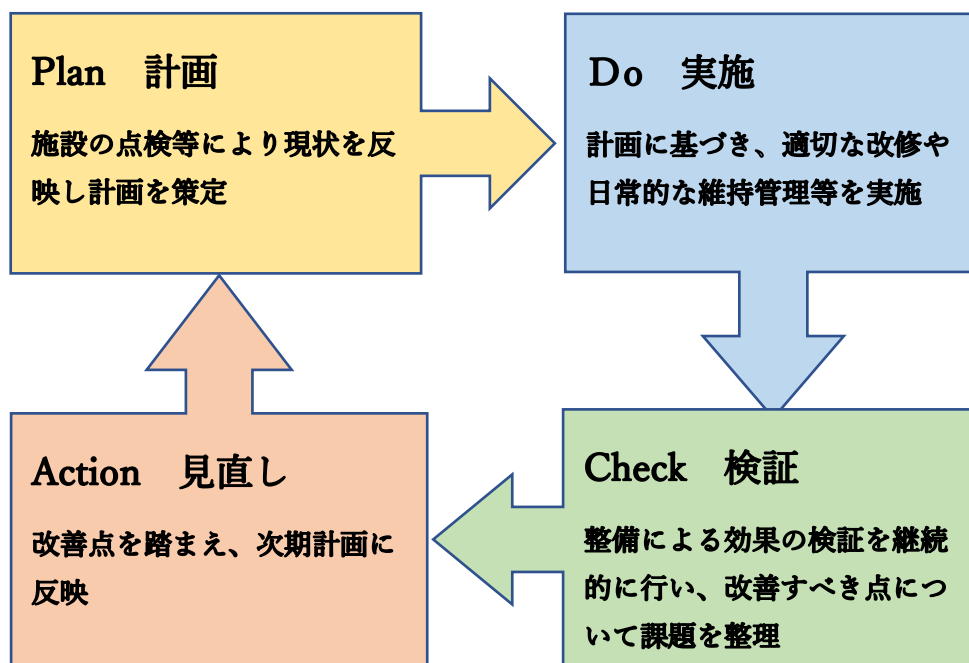 Plan　計画
施設の点検等により現状を反
映し計画を策定
Do　実施
計画に基づき、適切な改修や
日常的な維持管理等を実施
Action　見直し
改善点を踏まえ、次期計画に
反映
Check　検証
整備による効果の検証を継続
的に行い、改善すべき点につ
いて課題を整理